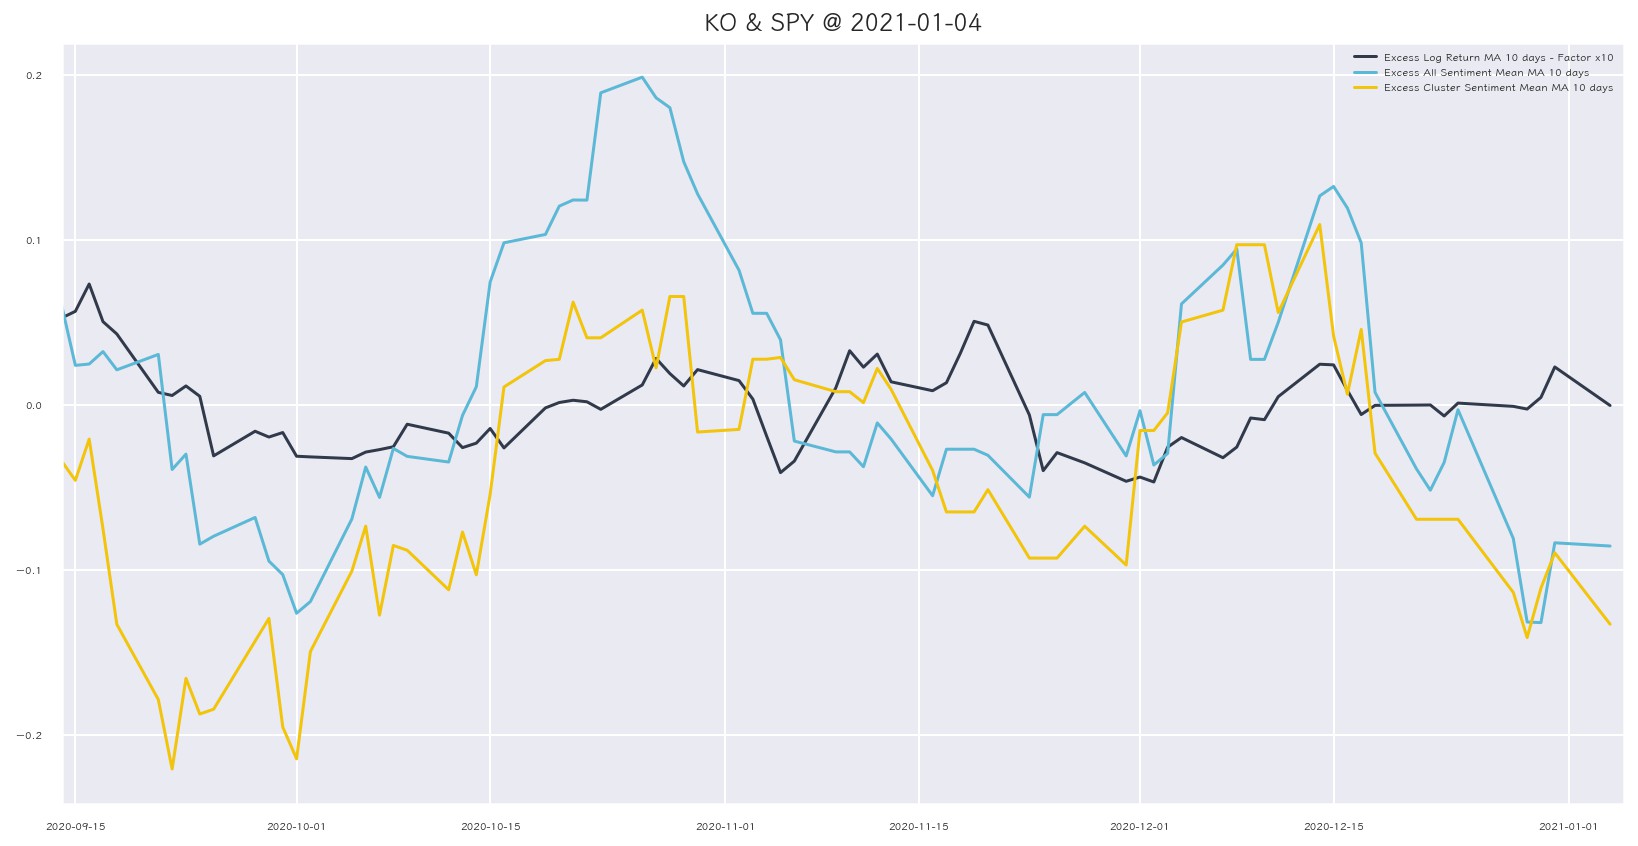 KO & SPY @ 2021-01-04
Excess Log Return MA 10 days - Factor x10
Excess All Sentiment Mean MA 10 days
Excess Cluster Sentiment Mean MA 10 days
0.2
0.1
0.0
−0.1
−0.2
2020-09-15 2020-10-01 2020-10-15 2020-11-01 2020-11-15 2020-12-01 2020-12-15 2021-01-01